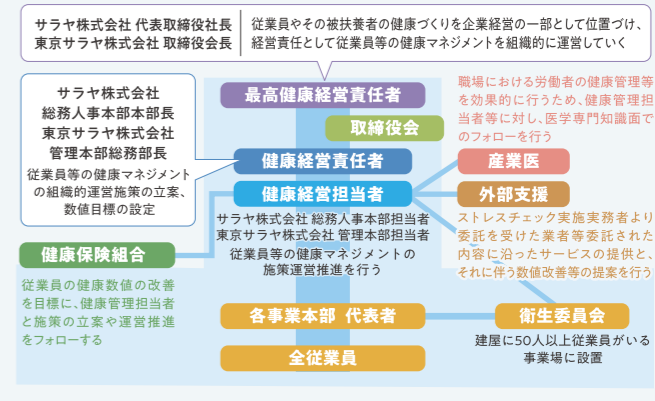 サラヤ株式会社 代表取締役社長
東京サラヤ株式会社 取締役会長
従業員やその被扶養者の健康づくりを企業経営の一部として位置づけ、
経営責任として従業員等の健康マネジメントを組織的に運営していく
最高健康経営責任者
取締役会
サラヤ株式会社
総務人事本部本部長
東京サラヤ株式会社
管理本部総務部長
従業員等の健康マネジメント
の組織的運営施策の立案、
数値目標の設定
健康経営責任者
健康経営担当者
サラヤ株式会社 総務人事本部担当者
東京サラヤ株式会社 管理本部担当者
従業員等の健康マネジメントの
施策運営推進を行う
職場における労働者の健康管理等
を効果的に行うため、健康管理担
当者等に対し、医学専門知識面で
のフォローを行う
産業医
外部支援
ストレスチェック実施実務者より
委託を受けた業者等委託された
内容に沿ったサービスの提供と、
それに伴う数値改善等の提案を行う
健康保険組合
従業員の健康数値の改善
を目標に、健康管理担当者
と施策の立案や運営推進
をフォローする
各事業本部 代表者
衛生委員会
建屋に50人以上従業員がいる
事業場に設置
全従業員